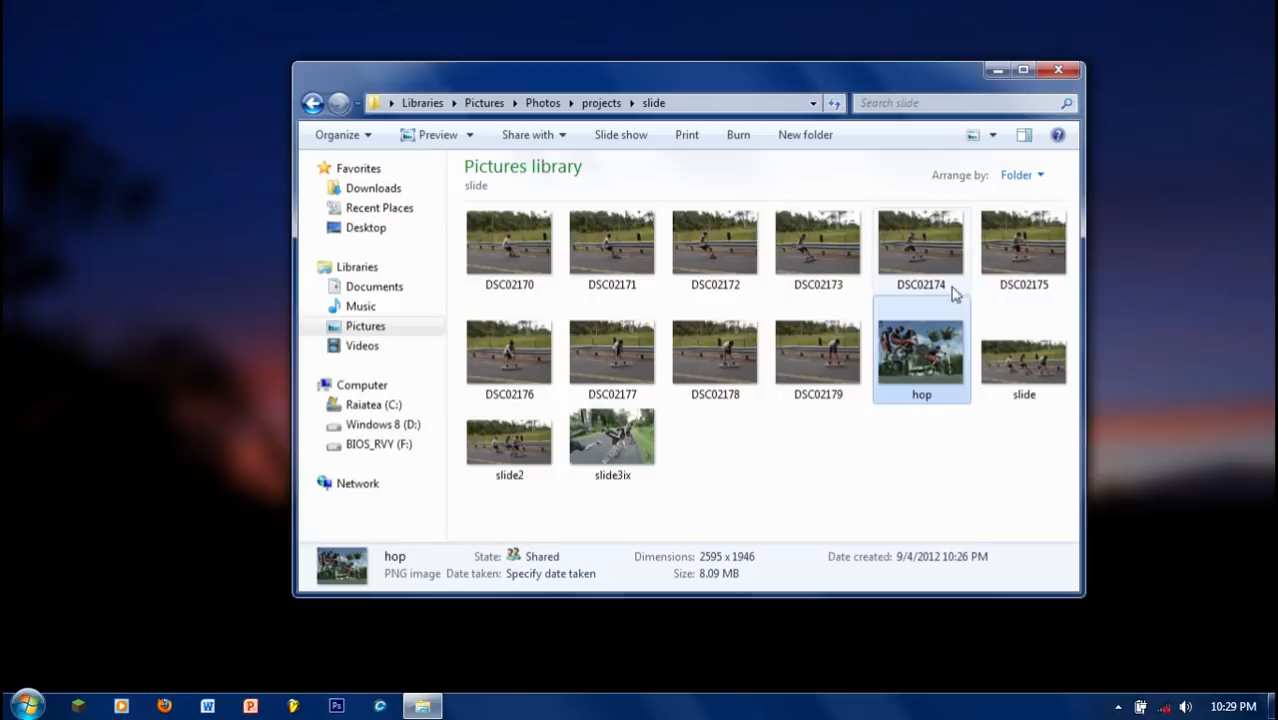 Libraries Pictures Photos projects slide Search slide
Organize Preview Share with Slide show Print Burn New folder
Favorites
Downloads
Recent Places
Desktop
Libraries
Documents
Music
Pictures
Videos
Computer
Raiatea (C:)
Windows 8 (D:)
BIOS_RVY (F:)
Network
Pictures library
slide
Arrange by: Folder
DSC02170 DSC02171 DSC02172 DSC02173 DSC02174 DSC02175
DSC02176 DSC02177 DSC02178 DSC02179 hop slide
slide2 slide3ix
hop State: Shared Dimensions: 2595 x 1946 Date created: 9/4/2012 10:26 PM
PNG image Date taken: Specify date taken Size: 8.09 MB
W P Ps 10:29 PM